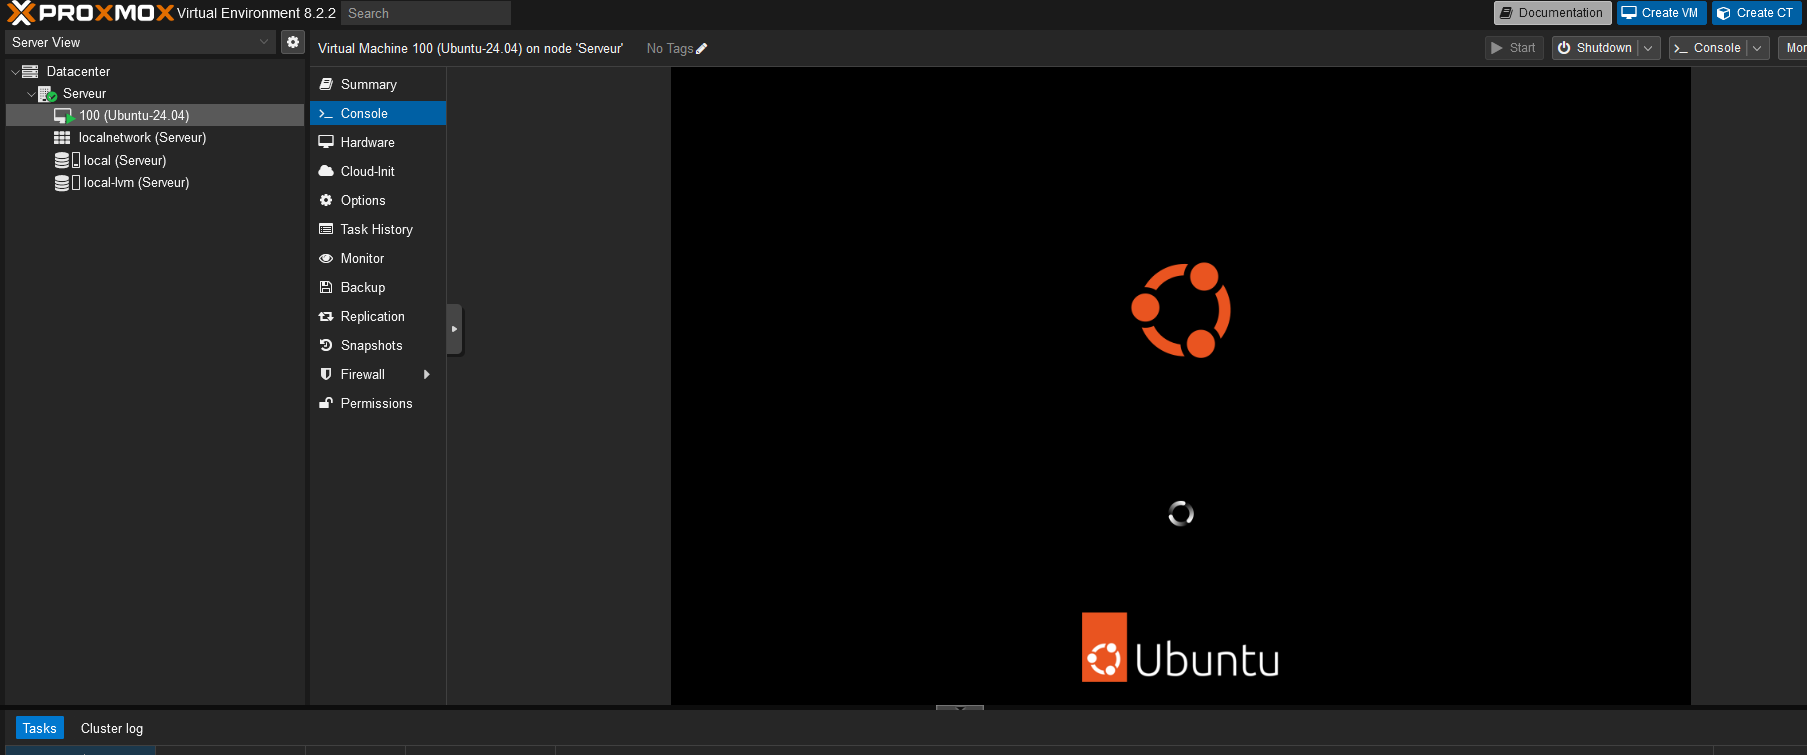 PROXMOX Virtual Environment 8.2.2 Search Documentation Create VM Create CT
Server View
Virtual Machine 100 (Ubuntu-24.04) on node 'Serveur' No Tags Start Shutdown Console Mor
Datacenter
Serveur
100 (Ubuntu-24.04)
localnetwork (Serveur)
local (Serveur)
local-lvm (Serveur)
Summary
Console
Hardware
Cloud-Init
Options
Task History
Monitor
Backup
Replication
Snapshots
Firewall
Permissions
Ubuntu
Tasks Cluster log